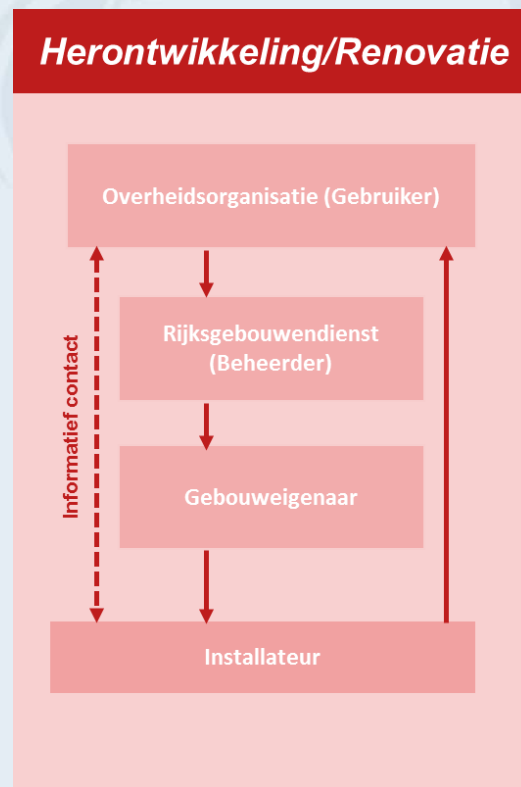 Herontwikkeling/Renovatie
Overheidsorganisatie (Gebruiker)
Informatief contact
Rijksgebouwendienst
(Beheerder)
Gebouweigenaar
Installateur